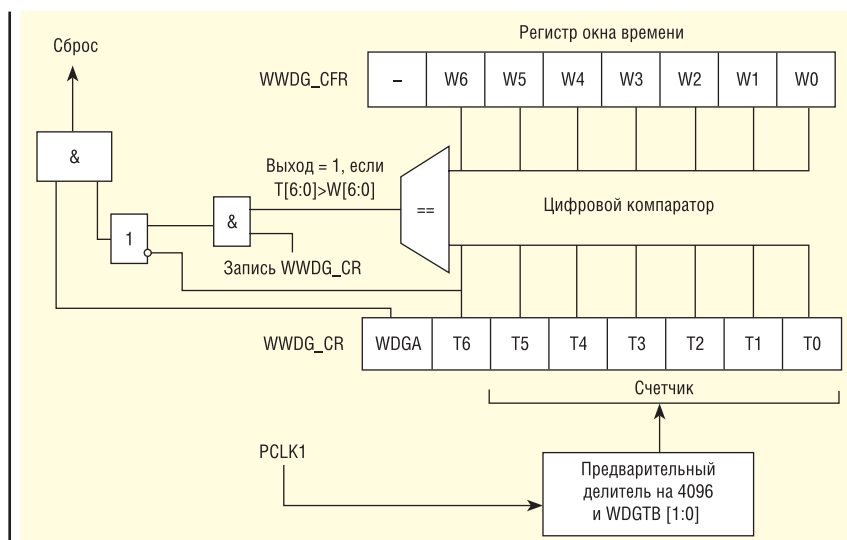 Сброс
Регистр окна времени
WWDG_CFR
– W6 W5 W4 W3 W2 W1 W0
&
Выход = 1, если
T[6:0]>W[6:0]
==
Цифровой компаратор
&
1
Запись WWDG_CR
WWDG_CR
WDGA T6 T5 T4 T3 T2 T1 T0
Счетчик
PCLK1
Предварительный
делитель на 4096
и WDGTB [1:0]